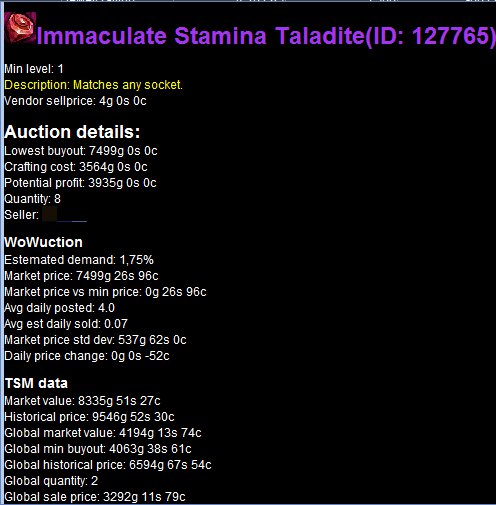 Immaculate Stamina Taladite(ID: 127765)
Min level: 1
Description: Matches any socket.
Vendor sellprice: 4g 0s 0c
Auction details:
Lowest buyout: 7499g 0s 0c
Crafting cost: 3564g 0s 0c
Potential profit: 3935g 0s 0c
Quantity: 8
Seller:
WoWuction
Estemated demand: 1,75%
Market price: 7499g 26s 96c
Market price vs min price: 0g 26s 96c
Avg daily posted: 4.0
Avg est daily sold: 0.07
Market price std dev: 537g 62s 0c
Daily price change: 0g 0s -52c
TSM data
Market value: 8335g 51s 27c
Historical price: 9546g 52s 30c
Global market value: 4194g 13s 74c
Global min buyout: 4063g 38s 61c
Global historical price: 6594g 67s 54c
Global quantity: 2
Global sale price: 3292g 11s 79c